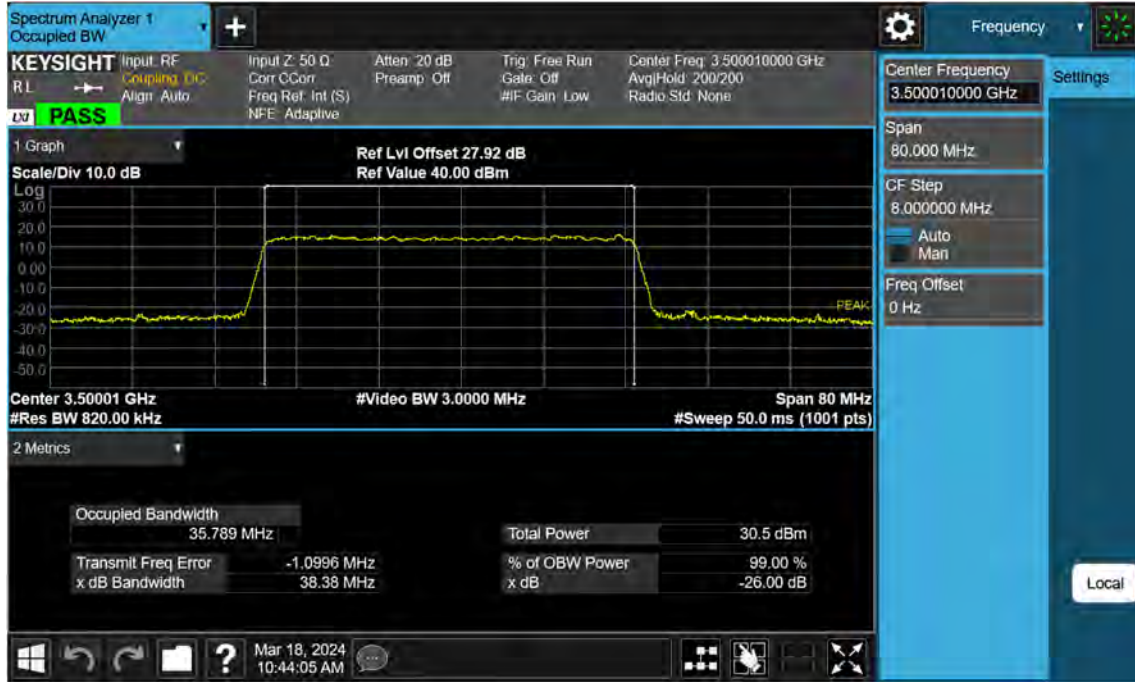 Spectrum Analyzer 1
Occupied BW
Frequency
KEYSIGHT
R L
LXI
PASS
Input: RF
Coupling: DC
Align: Auto
Input Z: 50 Ω
Corr CCorr
Freq Ref: Int (S)
NFE: Adaptive
Atten: 20 dB
Preamp: Off
Trig: Free Run
Gate: Off
#IF Gain: Low
Center Freq: 3.500010000 GHz
Avg|Hold: 200/200
Radio Std: None
1 Graph
Scale/Div 10.0 dB
Ref Lvl Offset 27.92 dB
Ref Value 40.00 dBm
Log
30.0
20.0
10.0
0.00
-10.0
-20.0
-30.0
-40.0
-50.0
PEAK
Center 3.50001 GHz
#Video BW 3.0000 MHz
Span 80 MHz
#Res BW 820.00 kHz
#Sweep 50.0 ms (1001 pts)
2 Metrics
Occupied Bandwidth
35.789 MHz
Total Power 30.5 dBm
Transmit Freq Error -1.0996 MHz
% of OBW Power 99.00 %
x dB Bandwidth 38.38 MHz
x dB -26.00 dB
Mar 18, 2024
10:44:05 AM
Center Frequency
3.500010000 GHz
Settings
Span
80.000 MHz
CF Step
8.000000 MHz
Auto
Man
Freq Offset
0 Hz
Local